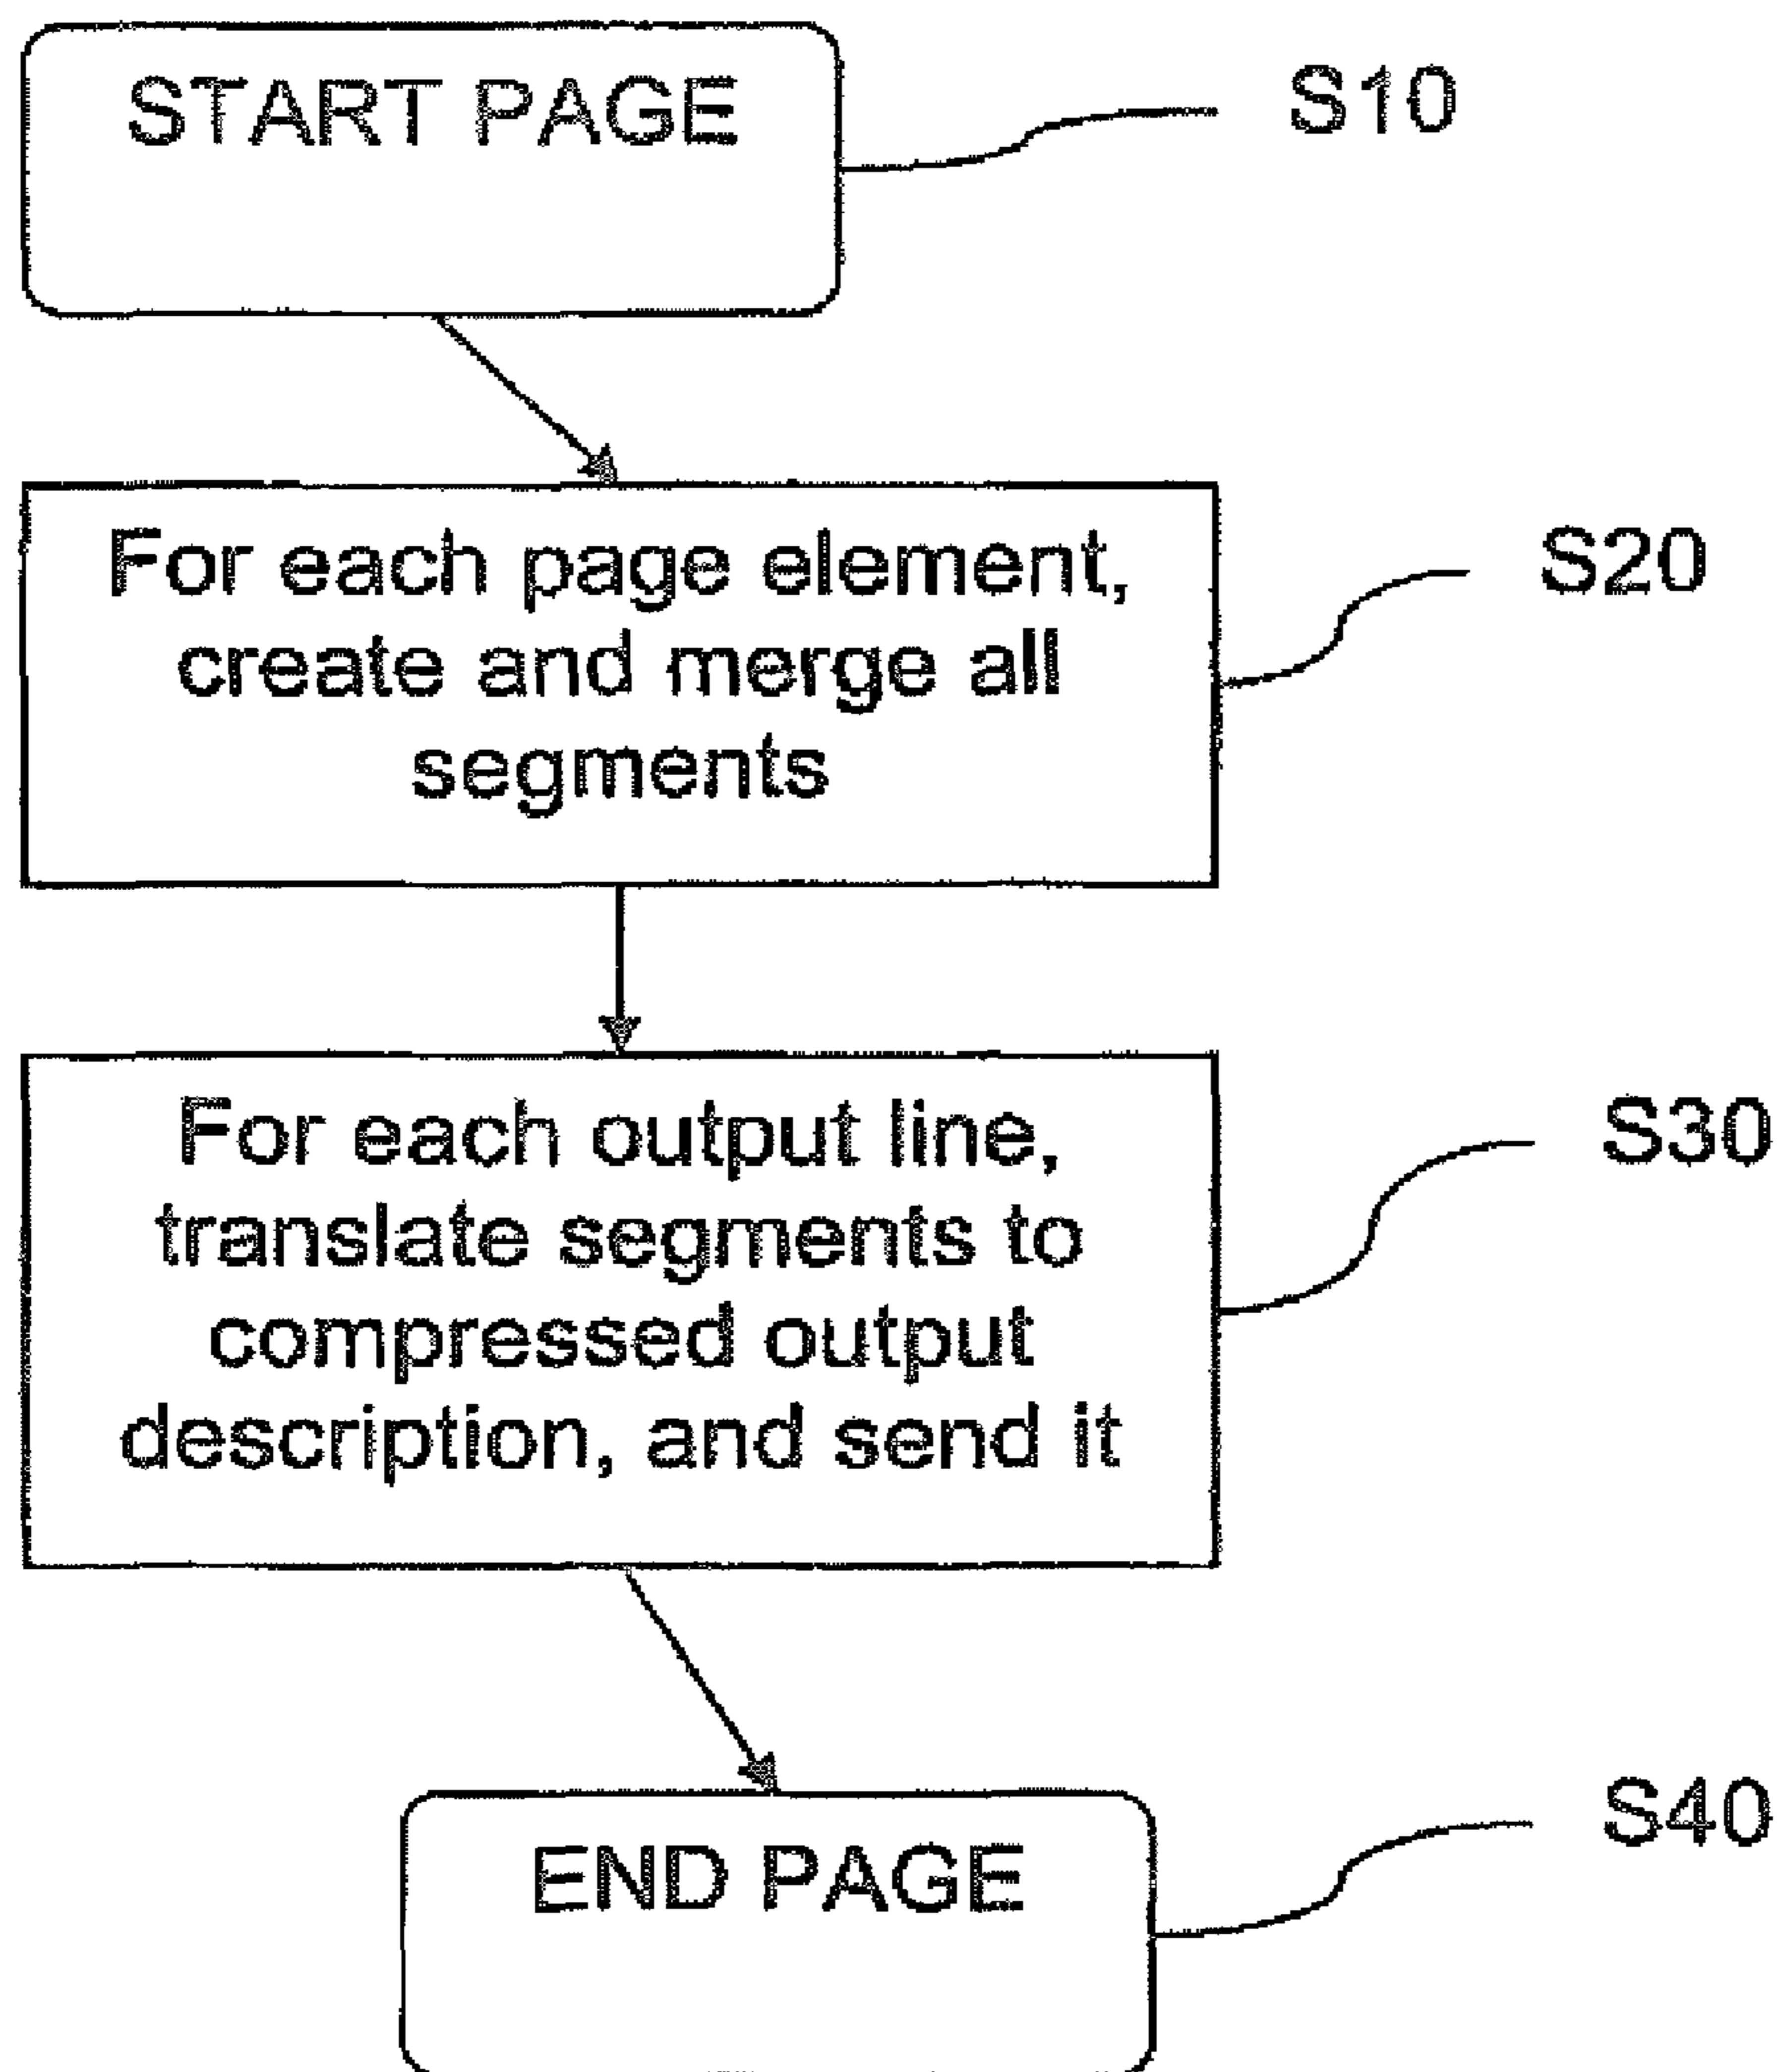 START PAGE
S10
For each page element,
create and merge all
segments
S20
For each output line,
translate segments to
compressed output
description, and send it
S30
END PAGE
S40